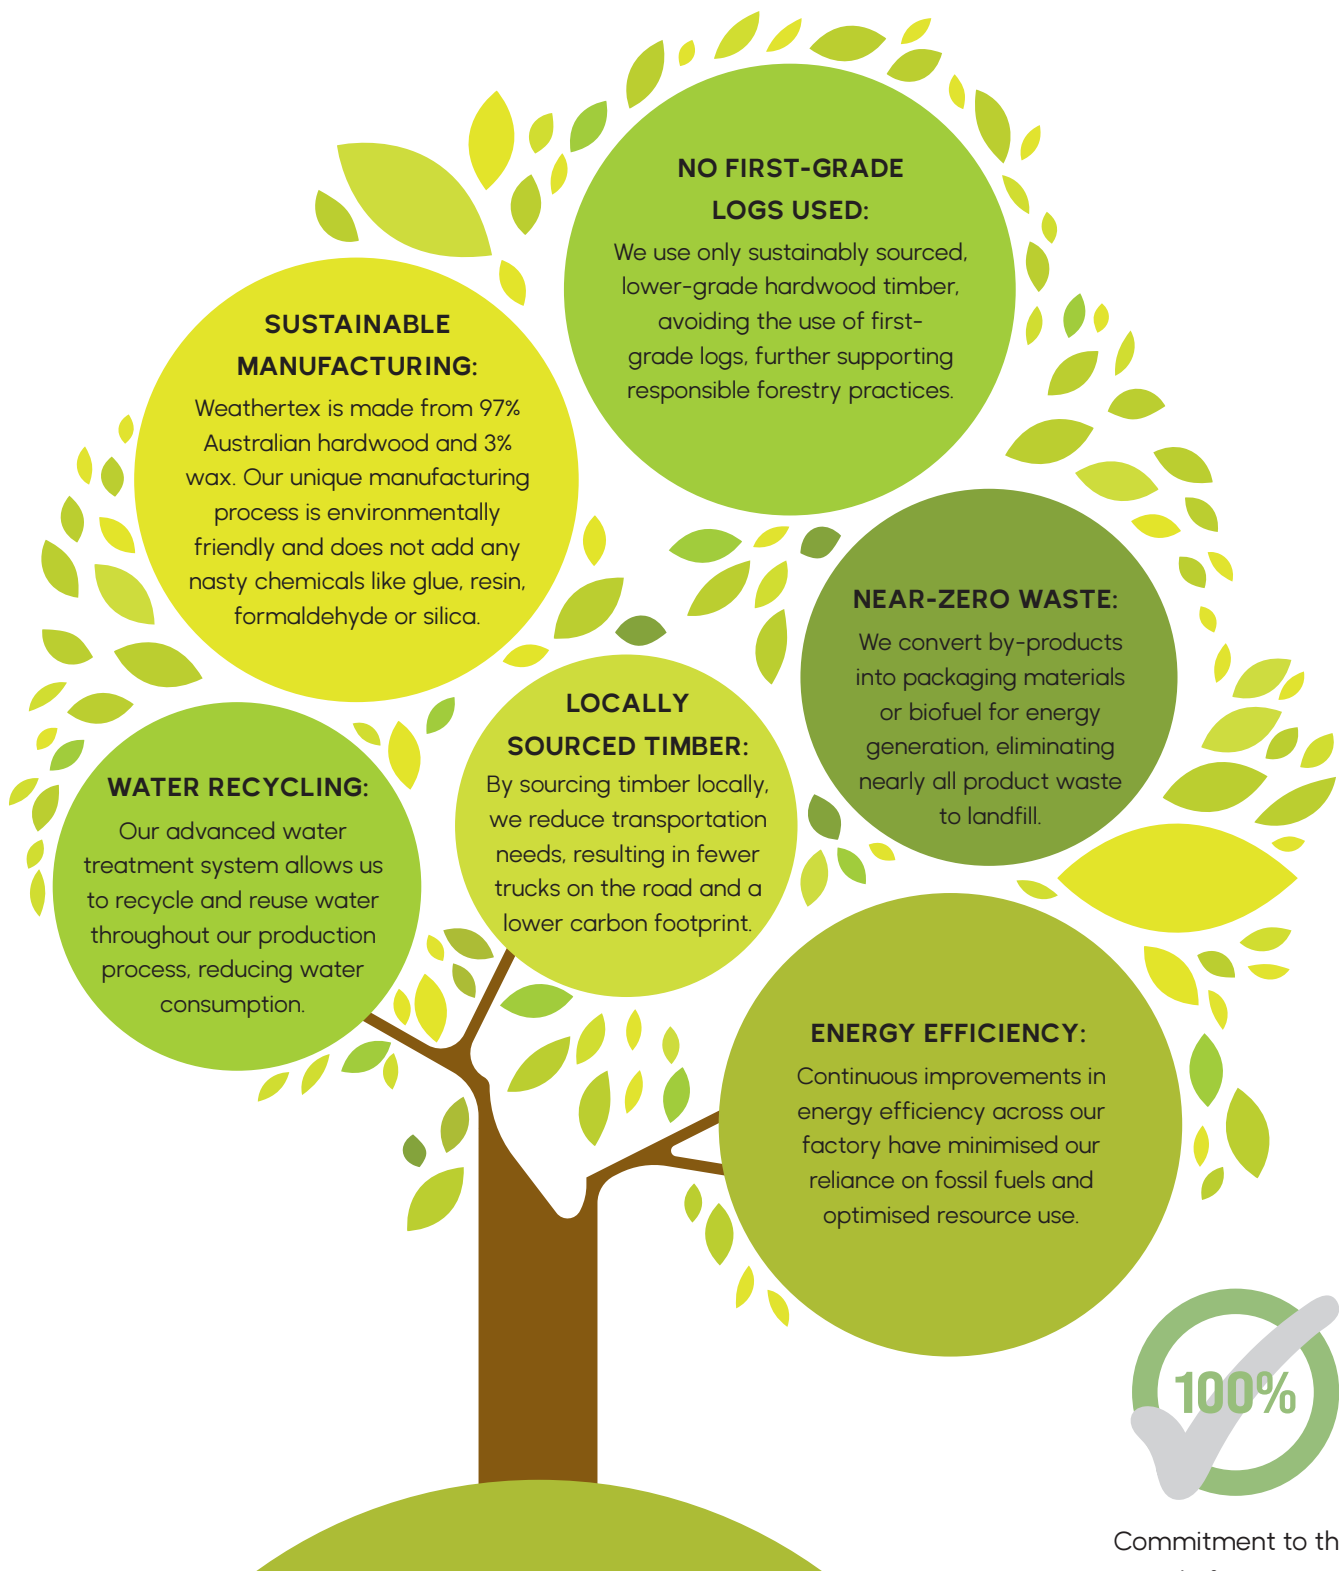 NO FIRST-GRADE
LOGS USED:
We use only sustainably sourced,
lower-grade hardwood timber,
avoiding the use of first-
grade logs, further supporting
responsible forestry practices.
SUSTAINABLE
MANUFACTURING:
Weathertex is made from 97%
Australian hardwood and 3%
wax. Our unique manufacturing
process is environmentally
friendly and does not add any
nasty chemicals like glue, resin,
formaldehyde or silica.
NEAR-ZERO WASTE:
We convert by-products
into packaging materials
or biofuel for energy
generation, eliminating
nearly all product waste
to landfill.
LOCALLY
SOURCED TIMBER:
By sourcing timber locally,
we reduce transportation
needs, resulting in fewer
trucks on the road and a
lower carbon footprint.
WATER RECYCLING:
Our advanced water
treatment system allows us
to recycle and reuse water
throughout our production
process, reducing water
consumption.
ENERGY EFFICIENCY:
Continuous improvements in
energy efficiency across our
factory have minimised our
reliance on fossil fuels and
optimised resource use.
100%
Commitment to th